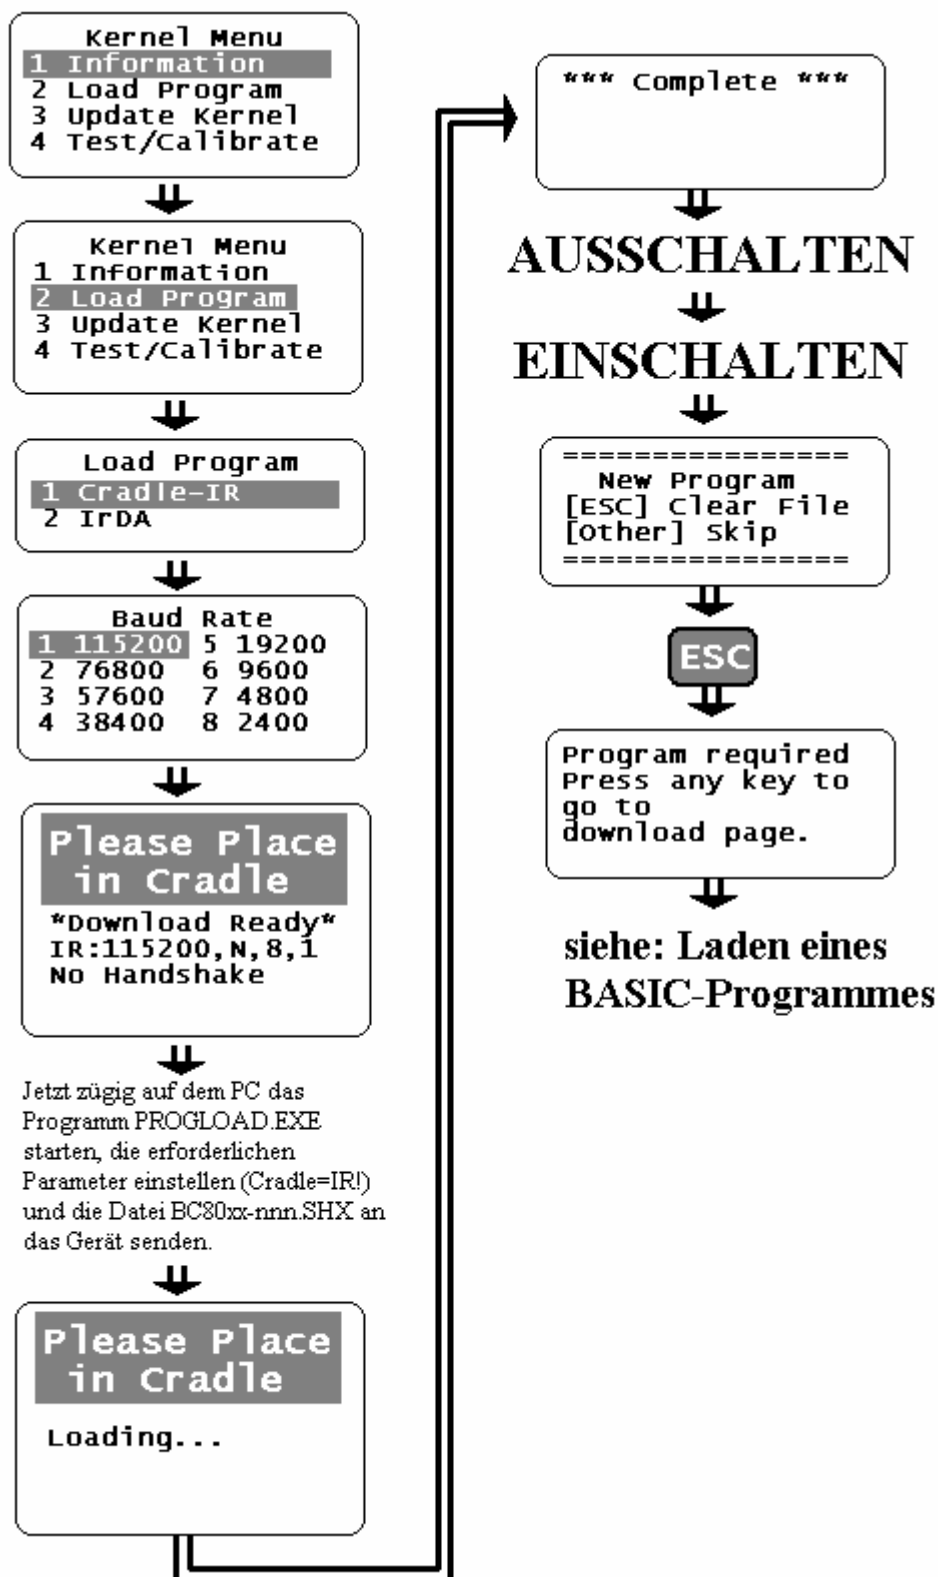 Kernel Menu
1 Information
2 Load Program
3 Update Kernel
4 Test/Calibrate
Kernel Menu
1 Information
2 Load Program
3 Update Kernel
4 Test/Calibrate
Load Program
1 Cradle-IR
2 IrDA
Baud Rate
1 115200 5 19200
2 76800 6 9600
3 57600 7 4800
4 38400 8 2400
Please Place
in Cradle
*Download Ready*
IR:115200,N,8,1
No Handshake
Jetzt zügig auf dem PC das
Programm PROGLOAD.EXE
starten, die erforderlichen
Parameter einstellen (Cradle=IR!)
und die Datei BC80xx-nnn.SHX an
das Gerät senden.
Please Place
in Cradle
Loading...
*** Complete ***
AUSSCHALTEN
EINSCHALTEN
================
New Program
[ESC] Clear File
[Other] Skip
================
ESC
Program required
Press any key to
go to
download page.
siehe: Laden eines
BASIC-Programmes